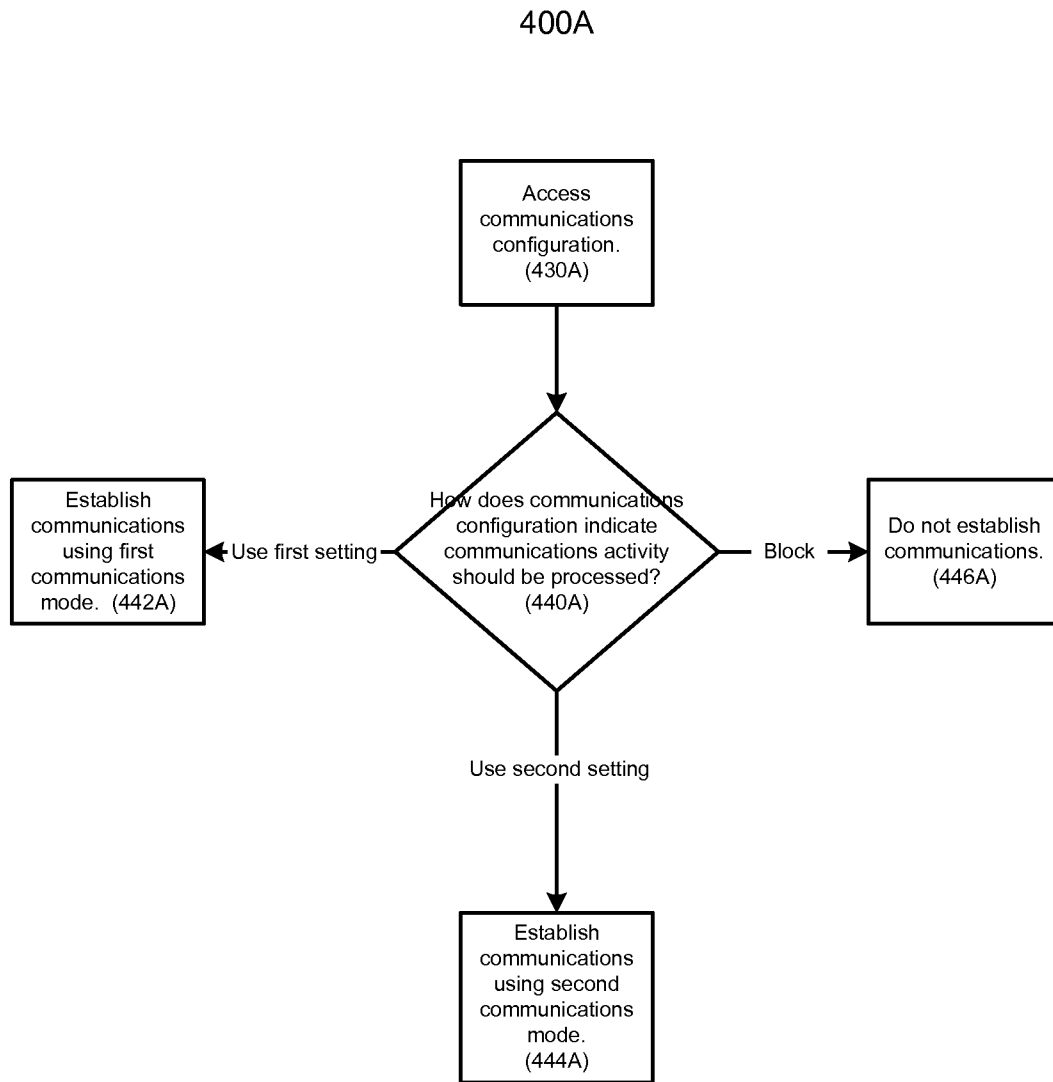 400A
Access
communications
configuration.
(430A)
How does communications
configuration indicate
communications activity
should be processed?
(440A)
Establish
communications
using first
communications
mode.  (442A)
Use first setting
Block
Do not establish
communications.
(446A)
Use second setting
Establish
communications
using second
communications
mode.
(444A)